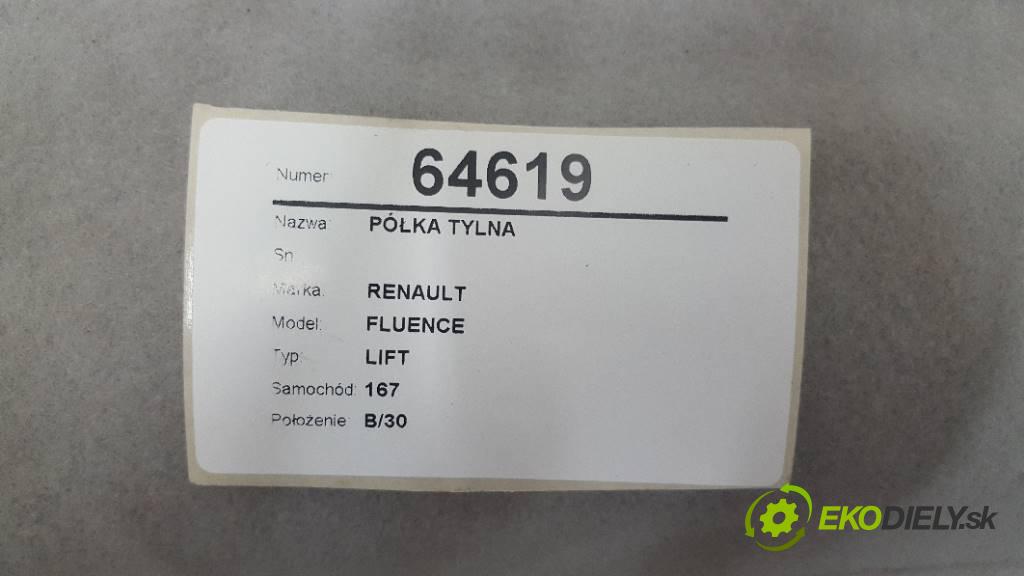 Numer: 64619
Nazwa: PÓŁKA TYLNA
Sn
Marka: RENAULT
Model: FLUENCE
Typ: LIFT
Samochód: 167
Położenie: B/30
EKODIELY.sk